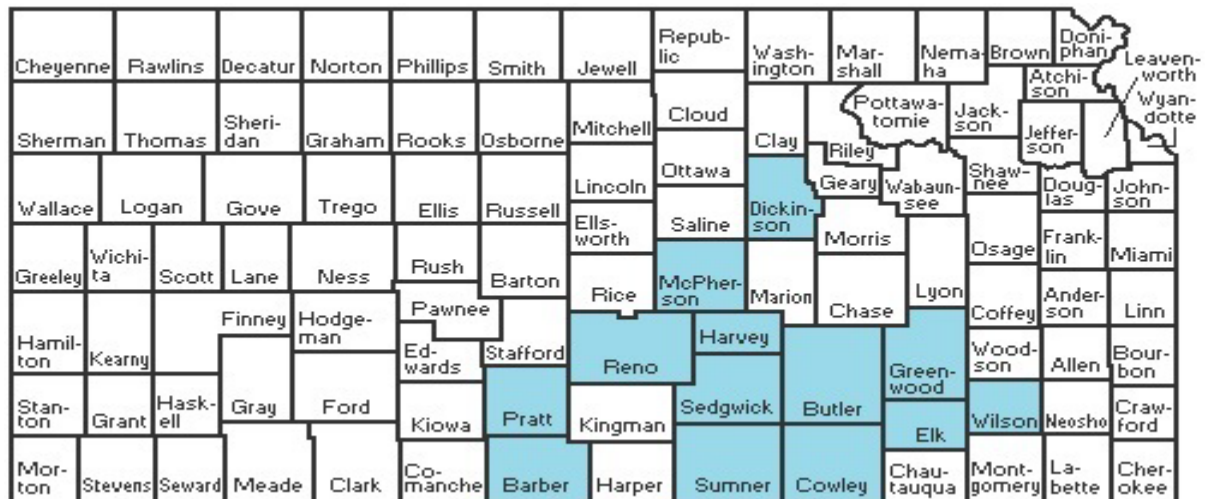 Cheyenne
Rawlins
Decatur
Norton
Phillips
Smith
Jewell
Repub-
lic
Wash-
ington
Mar-
shall
Nema-
ha
Brown
Doni-
phan
Leaven-
worth
Atchi-
son
Wyan-
dotte
Sherman
Thomas
Sheri-
dan
Graham
Rooks
Osborne
Mitchell
Cloud
Clay
Riley
Pottawa-
tomie
Jack-
son
Jeffer-
son
Ottawa
Lincoln
Wallace
Logan
Gove
Trego
Ellis
Russell
Ells-
worth
Saline
Dickin-
son
Geary
Wabaun-
see
Shaw-
nee
Doug-
las
John-
son
Morris
Osage
Frank-
lin
Miami
Greeley
Wichi-
ta
Scott
Lane
Ness
Rush
Barton
Rice
McPher-
son
Marion
Chase
Lyon
Coffey
Ander-
son
Linn
Hamil-
ton
Kearny
Finney
Hodge-
man
Pawnee
Ed-
wards
Stafford
Reno
Harvey
Butler
Green-
wood
Wood-
son
Allen
Bour-
bon
Stan-
ton
Grant
Hask-
ell
Gray
Ford
Kiowa
Pratt
Kingman
Sedgwick
Elk
Wilson
Neosho
Craw-
ford
Mor-
ton
Stevens
Seward
Meade
Clark
Co-
manche
Barber
Harper
Sumner
Cowley
Chau-
tauqua
Mont-
gomery
La-
bette
Cher-
okee